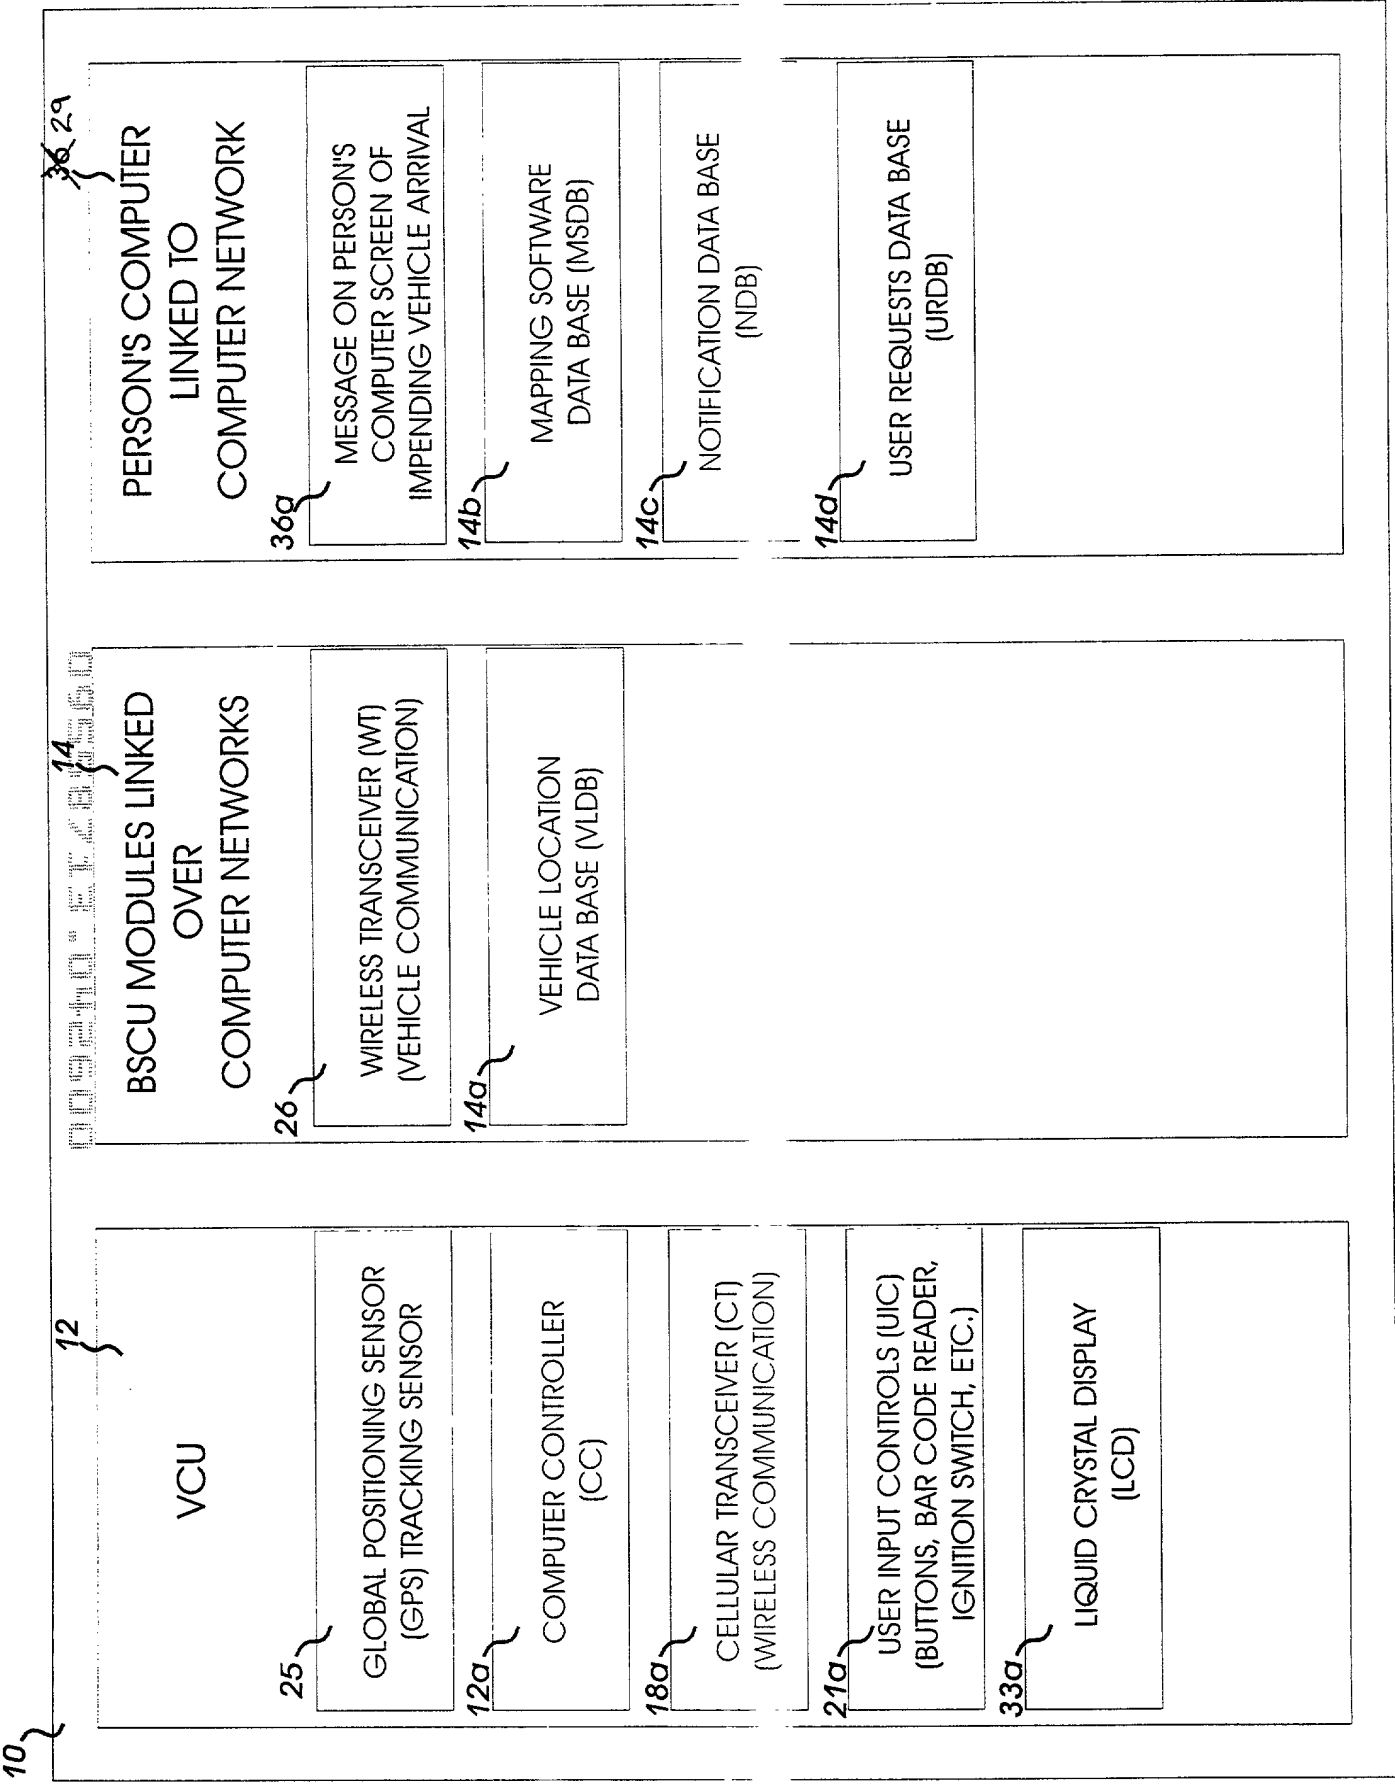 10
12
VCU
25
GLOBAL POSITIONING SENSOR
(GPS) TRACKING SENSOR
12a
COMPUTER CONTROLLER
(CC)
18a
CELLULAR TRANSCEIVER (CT)
(WIRELESS COMMUNICATION)
21a
USER INPUT CONTROLS (UIC)
(BUTTONS, BAR CODE READER,
IGNITION SWITCH, ETC.)
33a
LIQUID CRYSTAL DISPLAY
(LCD)
14
BSCU MODULES LINKED
OVER
COMPUTER NETWORKS
26
WIRELESS TRANSCEIVER (WT)
(VEHICLE COMMUNICATION)
14a
VEHICLE LOCATION
DATA BASE (VLDB)
36 29
PERSON'S COMPUTER
LINKED TO
COMPUTER NETWORK
36a
MESSAGE ON PERSON'S
COMPUTER SCREEN OF
IMPENDING VEHICLE ARRIVAL
14b
MAPPING SOFTWARE
DATA BASE (MSDB)
14c
NOTIFICATION DATA BASE
(NDB)
14d
USER REQUESTS DATA BASE
(URDB)